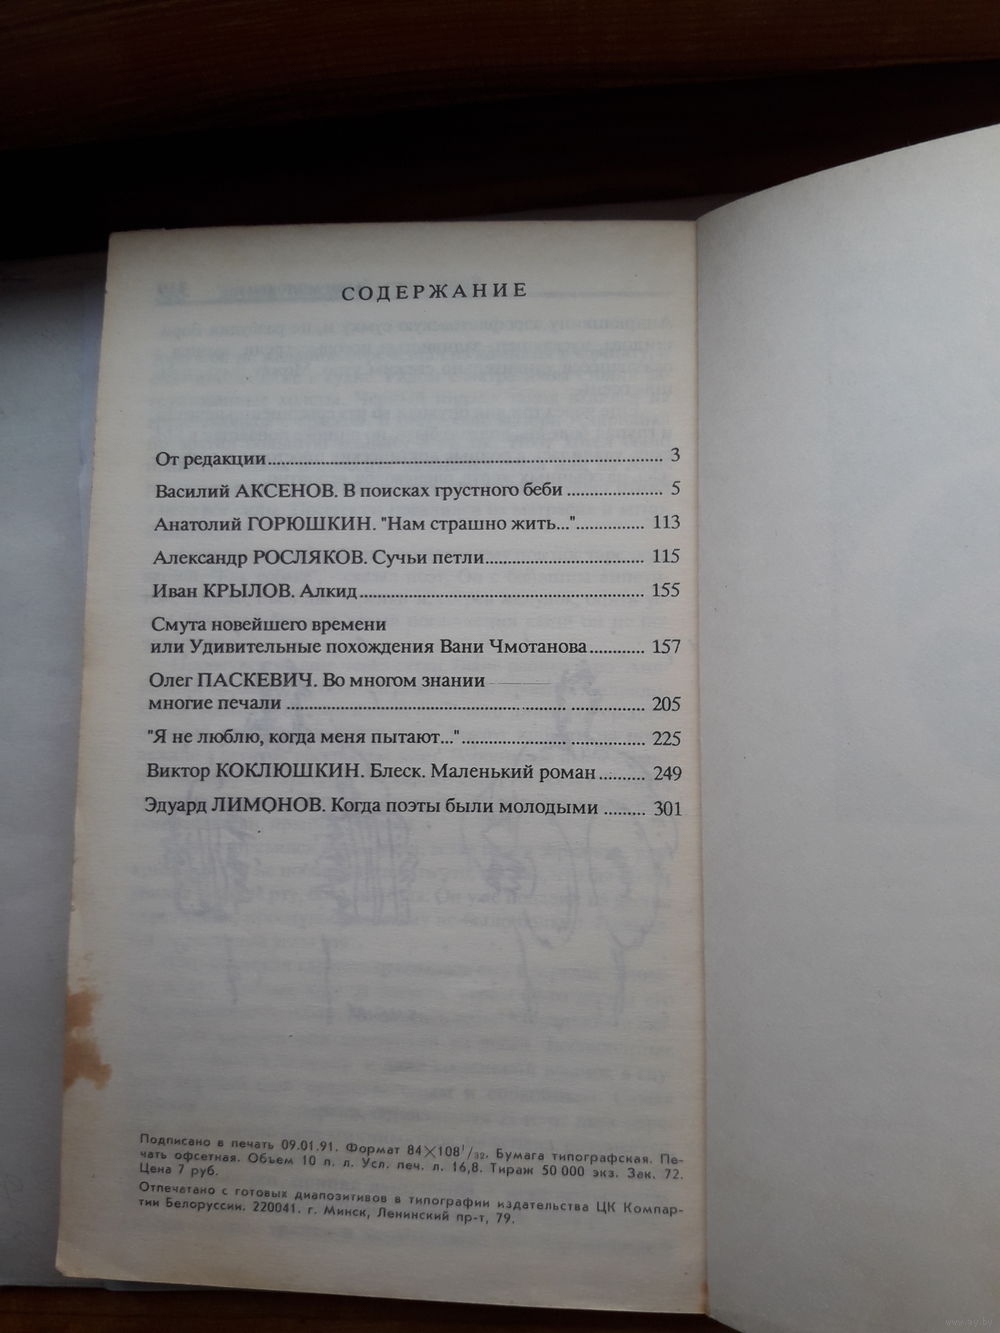 СОДЕРЖАНИЕ
От редакции.................................................................. 3
Василий АКСЕНОВ. В поисках грустного беби.................... 5
Анатолий ГОРЮШКИН. "Нам страшно жить..."............... 113
Александр РОСЛЯКОВ. Сучьи петли............................... 115
Иван КРЫЛОВ. Алкид...................................................... 155
Смута новейшего времени
или Удивительные похождения Вани Чмотанова............ 157
Олег ПАСКЕВИЧ. Во многом знании
многие печали .................................................................. 205
"Я не люблю, когда меня пытают..."................................ 225
Виктор КОКЛЮШКИН. Блеск. Маленький роман.......... 249
Эдуард ЛИМОНОВ. Когда поэты были молодыми ......... 301
Подписано в печать 09.01.91. Формат 84×108¹/₃₂. Бумага типографская. Пе-
чать офсетная. Объем 10 п. л. Усл. печ. л. 16,8. Тираж 50 000 экз. Зак. 72.
Цена 7 руб.
Отпечатано с готовых диапозитивов в типографии издательства ЦК Компар-
тии Белоруссии. 220041. г. Минск, Ленинский пр-т, 79.
www.ay.by